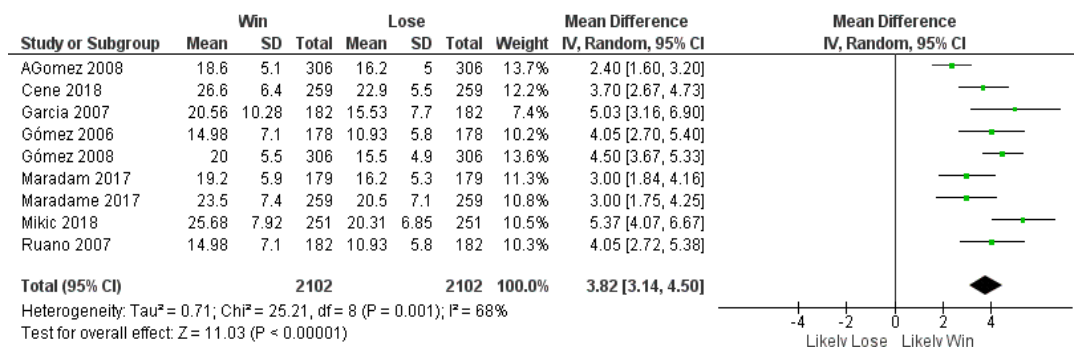 Win Lose Mean Difference Mean Difference
Study or Subgroup Mean SD Total Mean SD Total Weight IV, Random, 95% CI IV, Random, 95% CI
AGomez 2008 18.6 5.1 306 16.2 5 306 13.7% 2.40 [1.60, 3.20]
Cene 2018 26.6 6.4 259 22.9 5.5 259 12.2% 3.70 [2.67, 4.73]
Garcia 2007 20.56 10.28 182 15.53 7.7 182 7.4% 5.03 [3.16, 6.90]
Gómez 2006 14.98 7.1 178 10.93 5.8 178 10.2% 4.05 [2.70, 5.40]
Gómez 2008 20 5.5 306 15.5 4.9 306 13.6% 4.50 [3.67, 5.33]
Maradam 2017 19.2 5.9 179 16.2 5.3 179 11.3% 3.00 [1.84, 4.16]
Maradame 2017 23.5 7.4 259 20.5 7.1 259 10.8% 3.00 [1.75, 4.25]
Mikic 2018 25.68 7.92 251 20.31 6.85 251 10.5% 5.37 [4.07, 6.67]
Ruano 2007 14.98 7.1 182 10.93 5.8 182 10.3% 4.05 [2.72, 5.38]
Total (95% CI) 2102 2102 100.0% 3.82 [3.14, 4.50]
Heterogeneity: Tau² = 0.71; Chi² = 25.21, df = 8 (P = 0.001); I² = 68%
Test for overall effect: Z = 11.03 (P < 0.00001)
-4 -2 0 2 4
Likely Lose Likely Win